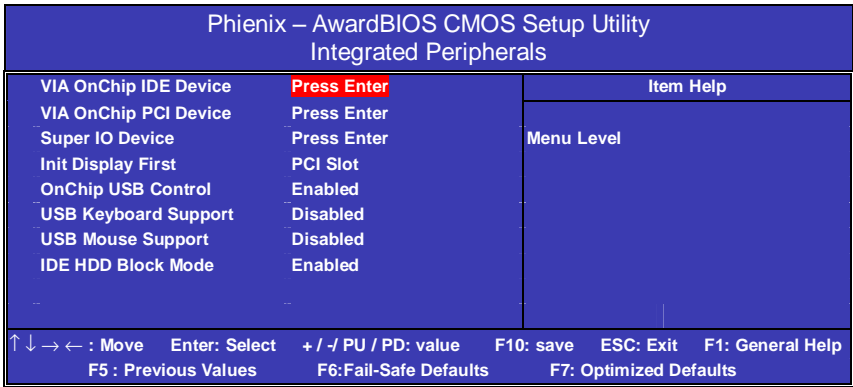 Phienix – AwardBIOS CMOS Setup Utility
Integrated Peripherals
VIA OnChip IDE Device Press Enter Item Help
VIA OnChip PCI Device Press Enter
Super IO Device Press Enter Menu Level
Init Display First PCI Slot
OnChip USB Control Enabled
USB Keyboard Support Disabled
USB Mouse Support Disabled
IDE HDD Block Mode Enabled
↑↓→← : Move Enter: Select + / -/ PU / PD: value F10: save ESC: Exit F1: General Help
F5 : Previous Values F6:Fail-Safe Defaults F7: Optimized Defaults